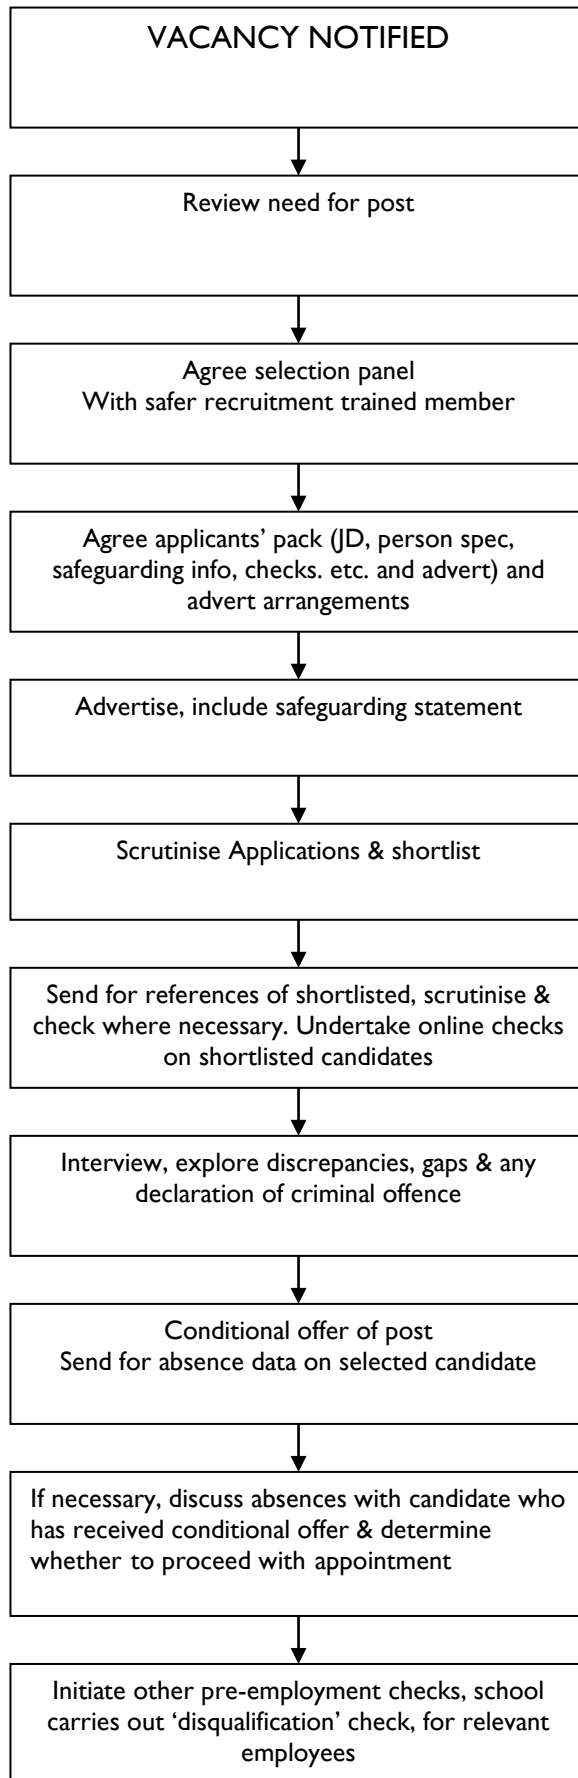 VACANCY NOTIFIED
Review need for post
Agree selection panel
With safer recruitment trained member
Agree applicants’ pack (JD, person spec,
safeguarding info, checks. etc. and advert) and
advert arrangements
Advertise, include safeguarding statement
Scrutinise Applications & shortlist
Send for references of shortlisted, scrutinise &
check where necessary. Undertake online checks
on shortlisted candidates
Interview, explore discrepancies, gaps & any
declaration of criminal offence
Conditional offer of post
Send for absence data on selected candidate
If necessary, discuss absences with candidate who
has received conditional offer & determine
whether to proceed with appointment
Initiate other pre-employment checks, school
carries out ‘disqualification’ check, for relevant
employees